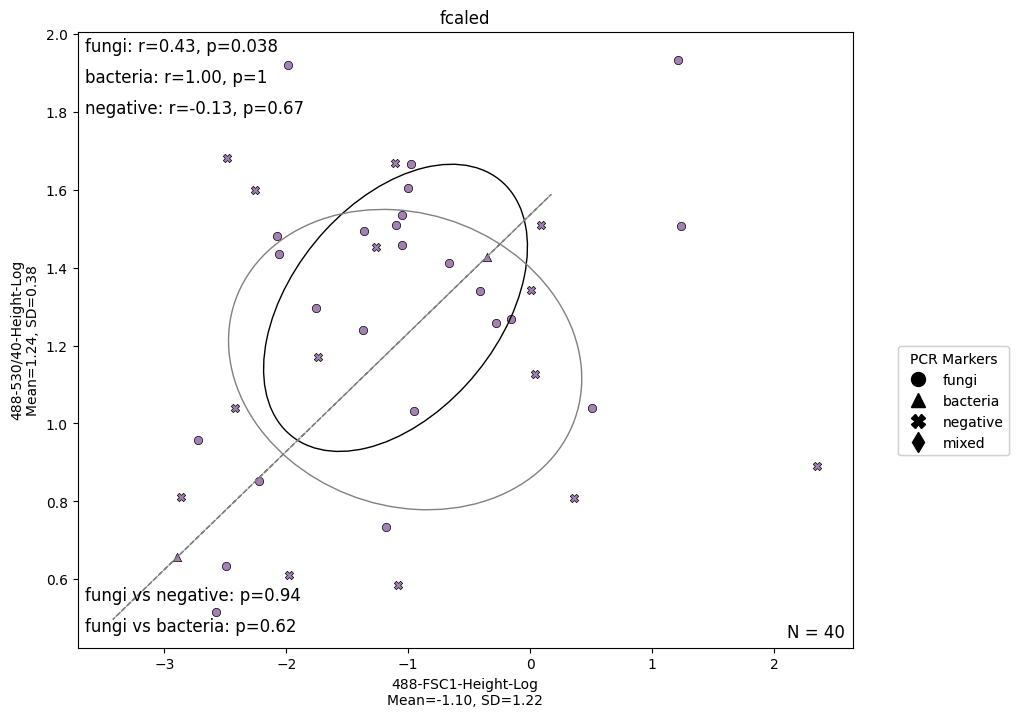 fcaled
fungi: r=0.43, p=0.038
bacteria: r=1.00, p=1
negative: r=-0.13, p=0.67
2.0
1.8
1.6
1.4
1.2
1.0
0.8
0.6
488-530/40-Height-Log
Mean=1.24, SD=0.38
fungi vs negative: p=0.94
fungi vs bacteria: p=0.62
N = 40
−3
−2
−1
0
1
2
488-FSC1-Height-Log
Mean=-1.10, SD=1.22
PCR Markers
fungi
bacteria
negative
mixed